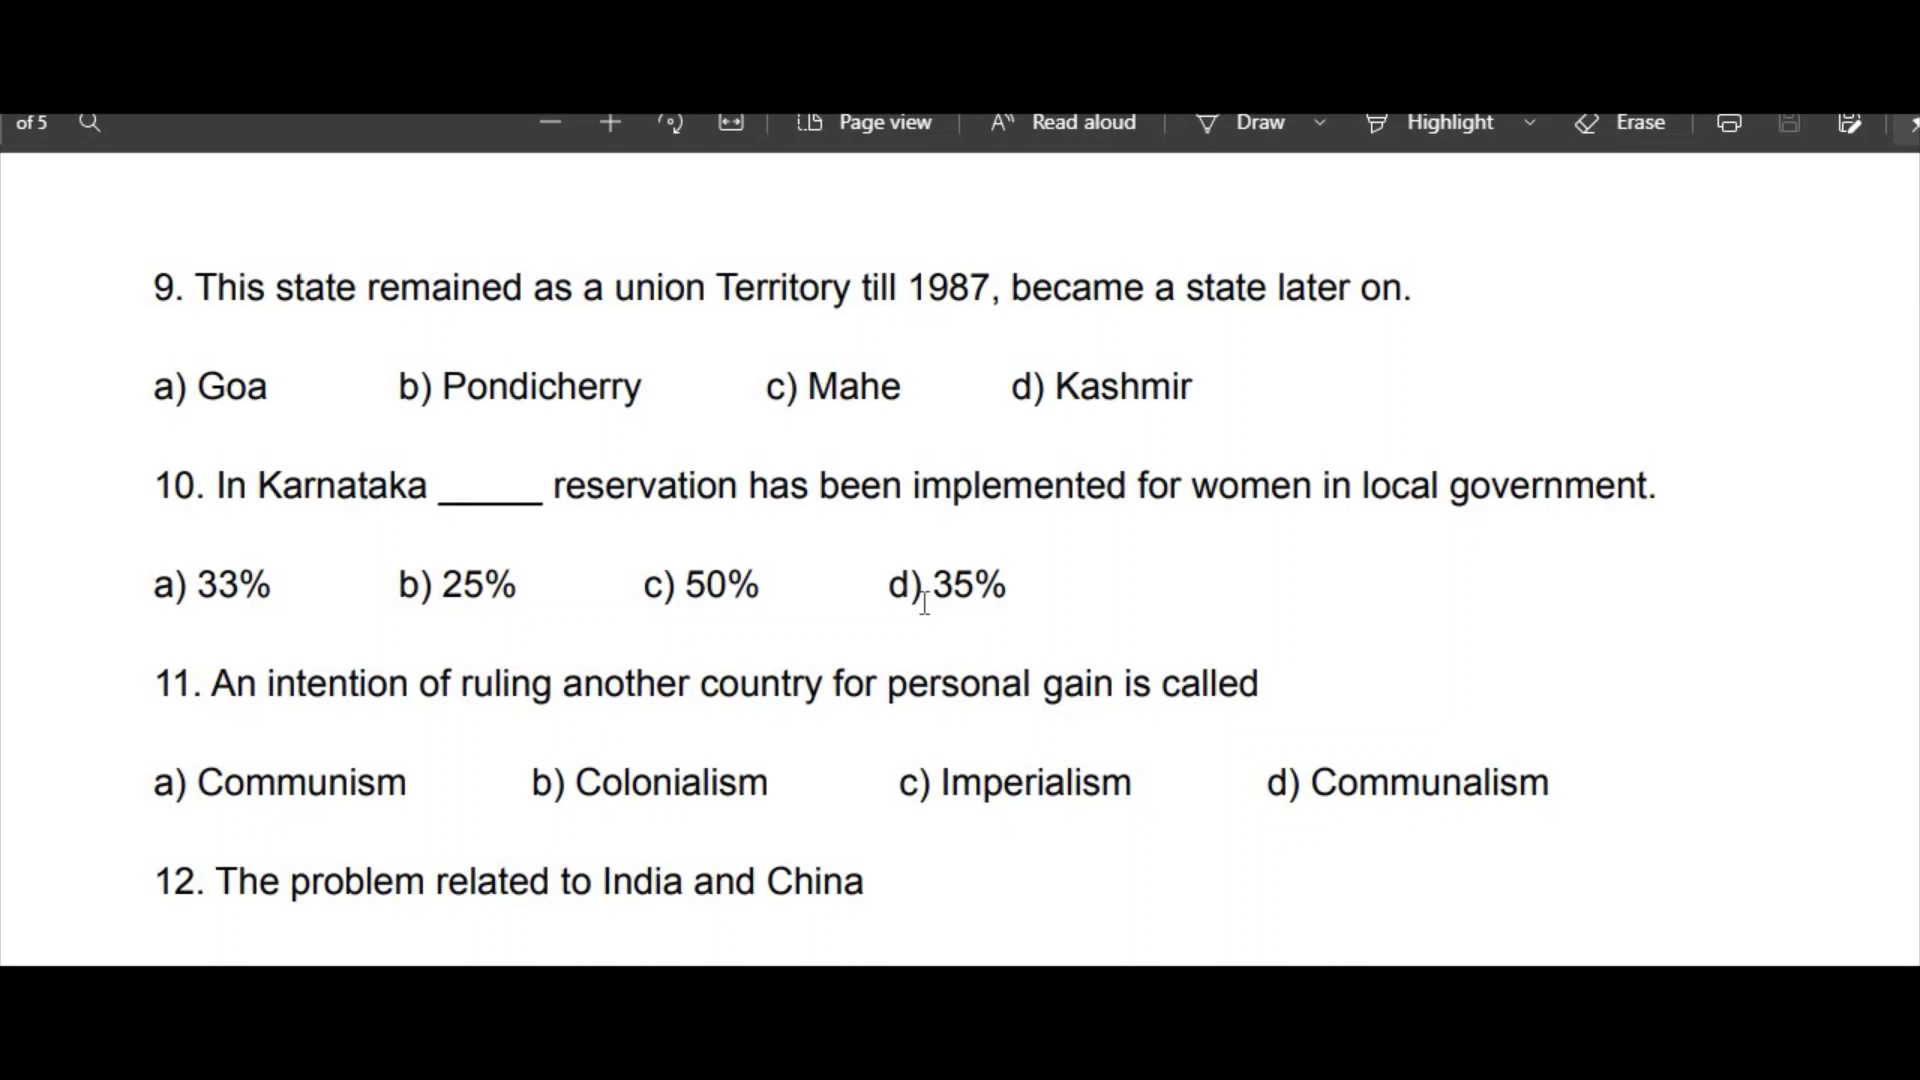 of 5 Page view Read aloud Draw Highlight Erase
9. This state remained as a union Territory till 1987, became a state later on.
a) Goa b) Pondicherry c) Mahe d) Kashmir
10. In Karnataka _____ reservation has been implemented for women in local government.
a) 33% b) 25% c) 50% d) 35%
11. An intention of ruling another country for personal gain is called
a) Communism b) Colonialism c) Imperialism d) Communalism
12. The problem related to India and China